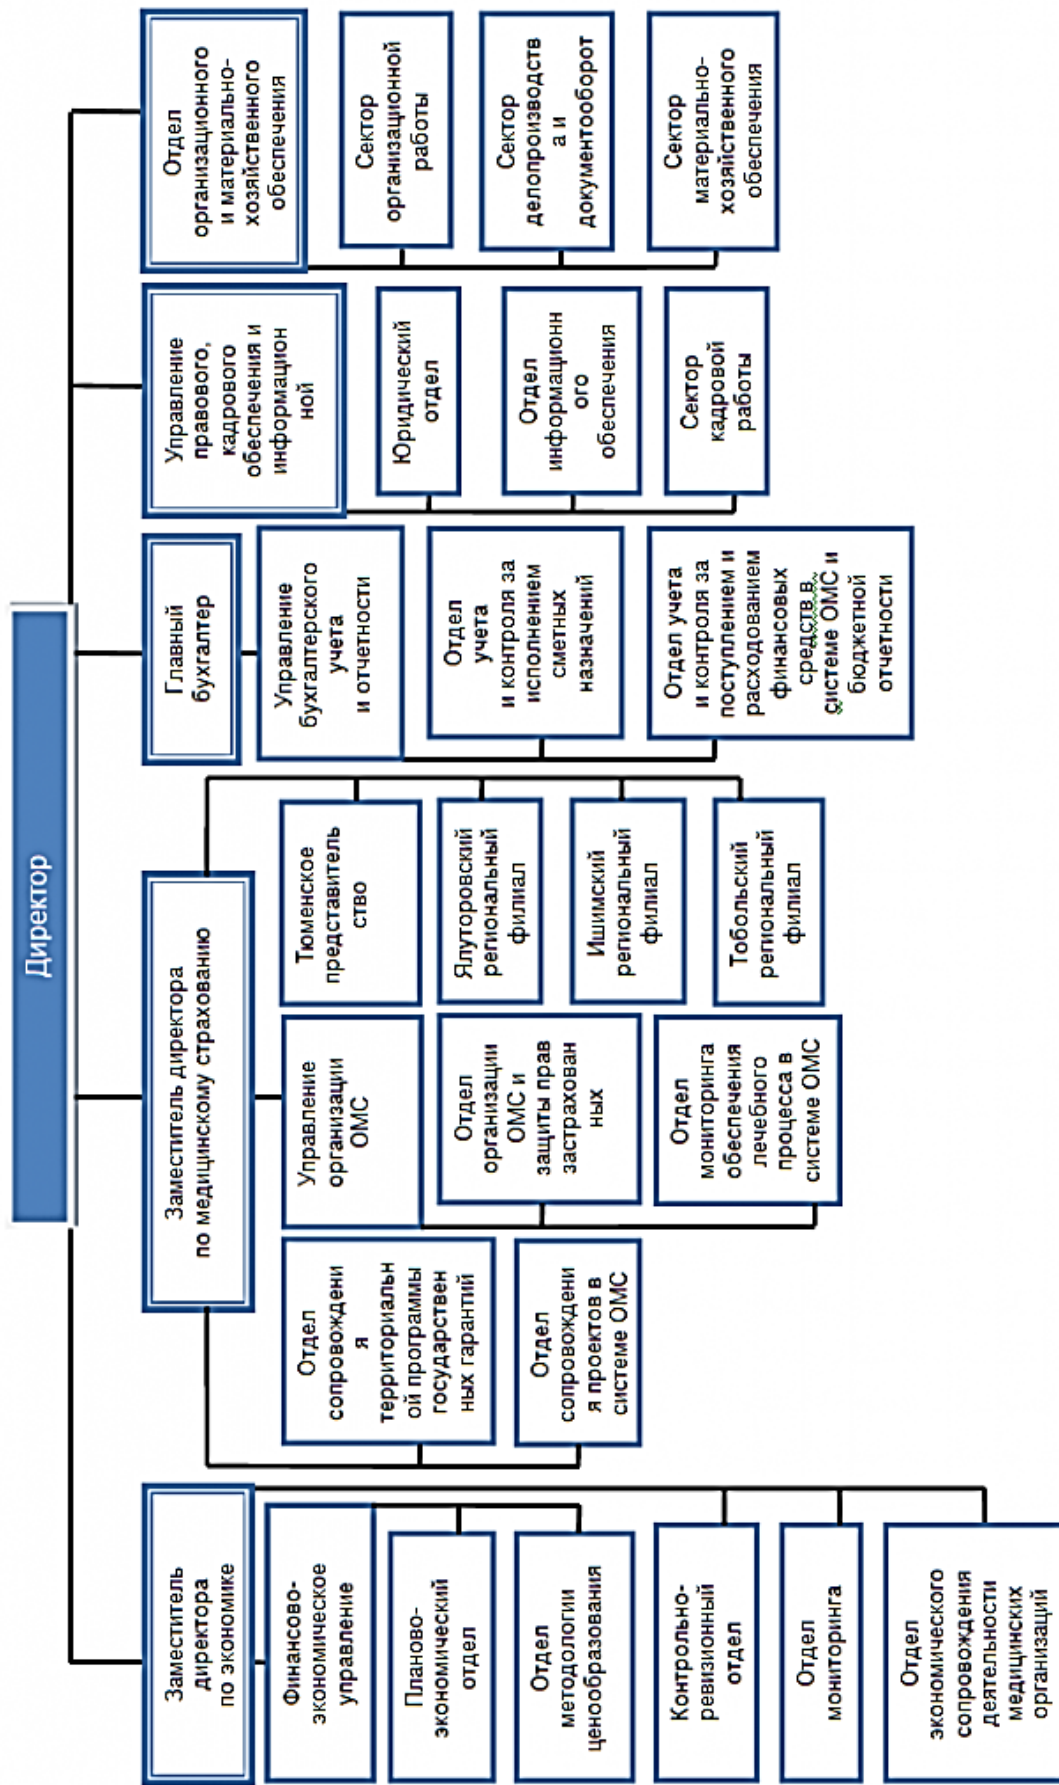 Директор
Заместитель
директора
по экономике
Финансово-
экономическое
управление
Планово-
экономический
отдел
Отдел
методологии
ценообразования
Контрольно-
ревизионный
отдел
Отдел
мониторинга
Отдел
экономического
сопровождения
деятельности
медицинских
организаций
Заместитель директора
по медицинскому страхованию
Отдел
сопровождени
я
территориальн
ой программы
государствен
ных гарантий
Отдел
сопровождени
я проектов в
системе ОМС
Управление
организации
ОМС
Отдел
организации
ОМС и
защиты прав
застрахован
ных
Отдел
мониторинга
обеспечения
лечебного
процесса в
системе ОМС
Тюменское
представитель
ство
Ялуторовский
региональный
филиал
Ишимский
региональный
филиал
Тобольский
региональный
филиал
Главный
бухгалтер
Управление
бухгалтерского
учета
и отчетности
Отдел
учета
и контроля за
исполнением
сметных
назначений
Отдел учета
и контроля за
поступлением и
расходованием
финансовых
средств в
системе ОМС и
бюджетной
отчетности
Управление
правового,
кадрового
обеспечения и
информацион
ной
Юридический
отдел
Отдел
информационн
ого
обеспечения
Сектор
кадровой
работы
Отдел
организационного
и материально-
хозяйственного
обеспечения
Сектор
организационной
работы
Сектор
делопроизводств
а и
документооборот
Сектор
материально-
хозяйственного
обеспечения